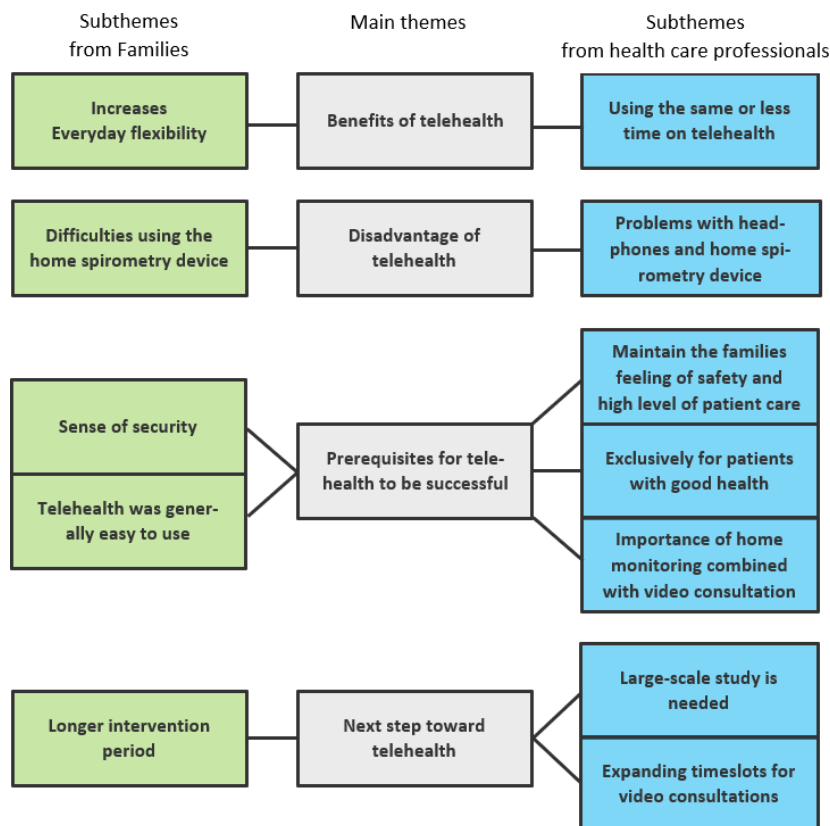 Subthemes
from Families
Main themes
Subthemes
from health care professionals
Increases
Everyday flexibility
Benefits of telehealth
Using the same or less
time on telehealth
Difficulties using the
home spirometry device
Disadvantage of
telehealth
Problems with head-
phones and home spi-
rometry device
Sense of security
Telehealth was gener-
ally easy to use
Prerequisites for tele-
health to be successful
Maintain the families
feeling of safety and
high level of patient care
Exclusively for patients
with good health
Importance of home
monitoring combined
with video consultation
Longer intervention
period
Next step toward
telehealth
Large-scale study is
needed
Expanding timeslots for
video consultations